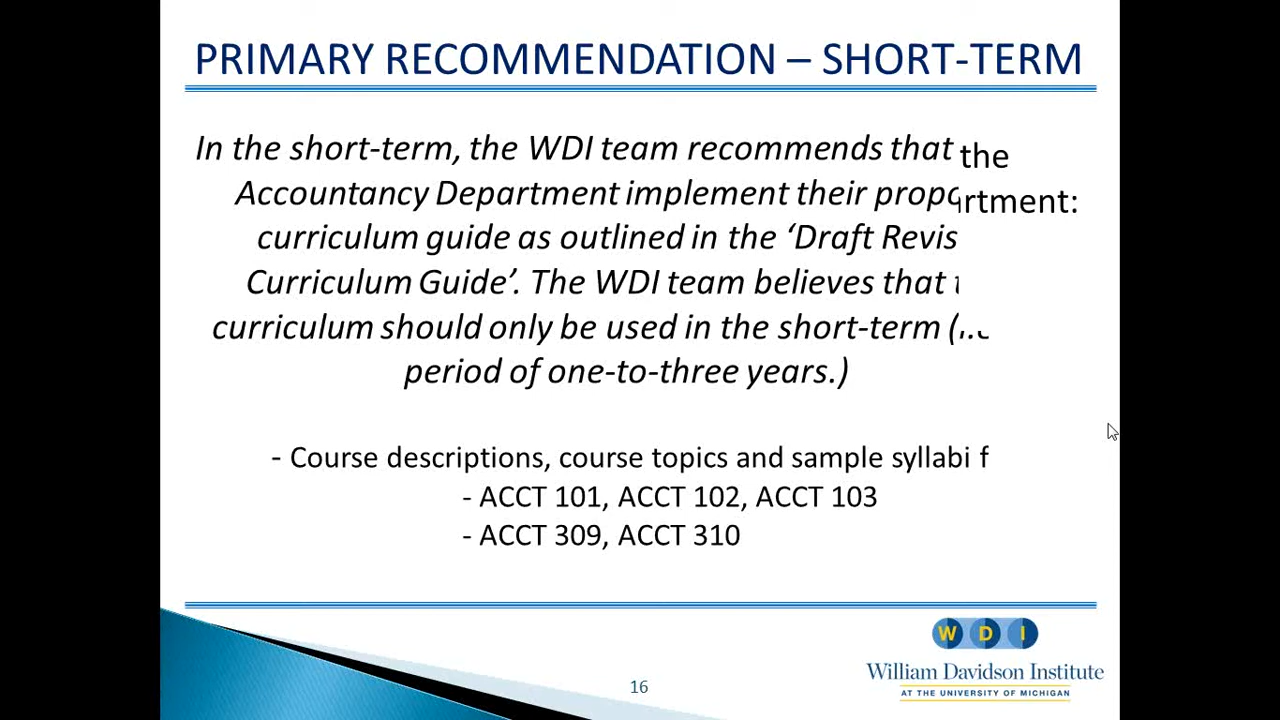 PRIMARY RECOMMENDATION – SHORT-TERM
In the short-term, the WDI team recommends that the
Accountancy Department implement their propo rtment:
curriculum guide as outlined in the ‘Draft Revis
Curriculum Guide’. The WDI team believes that
curriculum should only be used in the short-term
period of one-to-three years.)
- Course descriptions, course topics and sample syllabi f
- ACCT 101, ACCT 102, ACCT 103
- ACCT 309, ACCT 310
W D I
William Davidson Institute
AT THE UNIVERSITY OF MICHIGAN
16